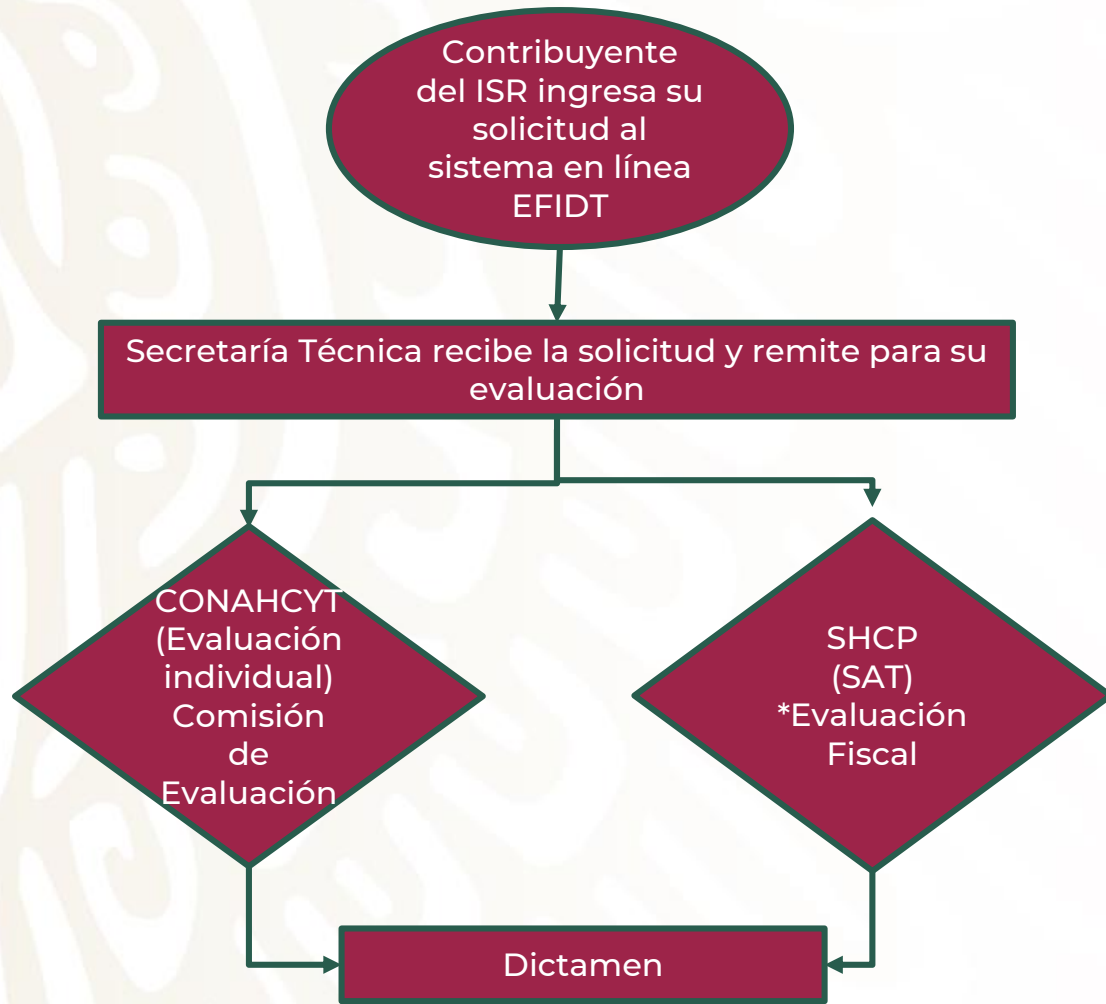 Contribuyente
del ISR ingresa su
solicitud al
sistema en línea
EFIDT
Secretaría Técnica recibe la solicitud y remite para su
evaluación
CONAHCYT
(Evaluación
individual)
Comisión
de
Evaluación
SHCP
(SAT)
*Evaluación
Fiscal
Dictamen